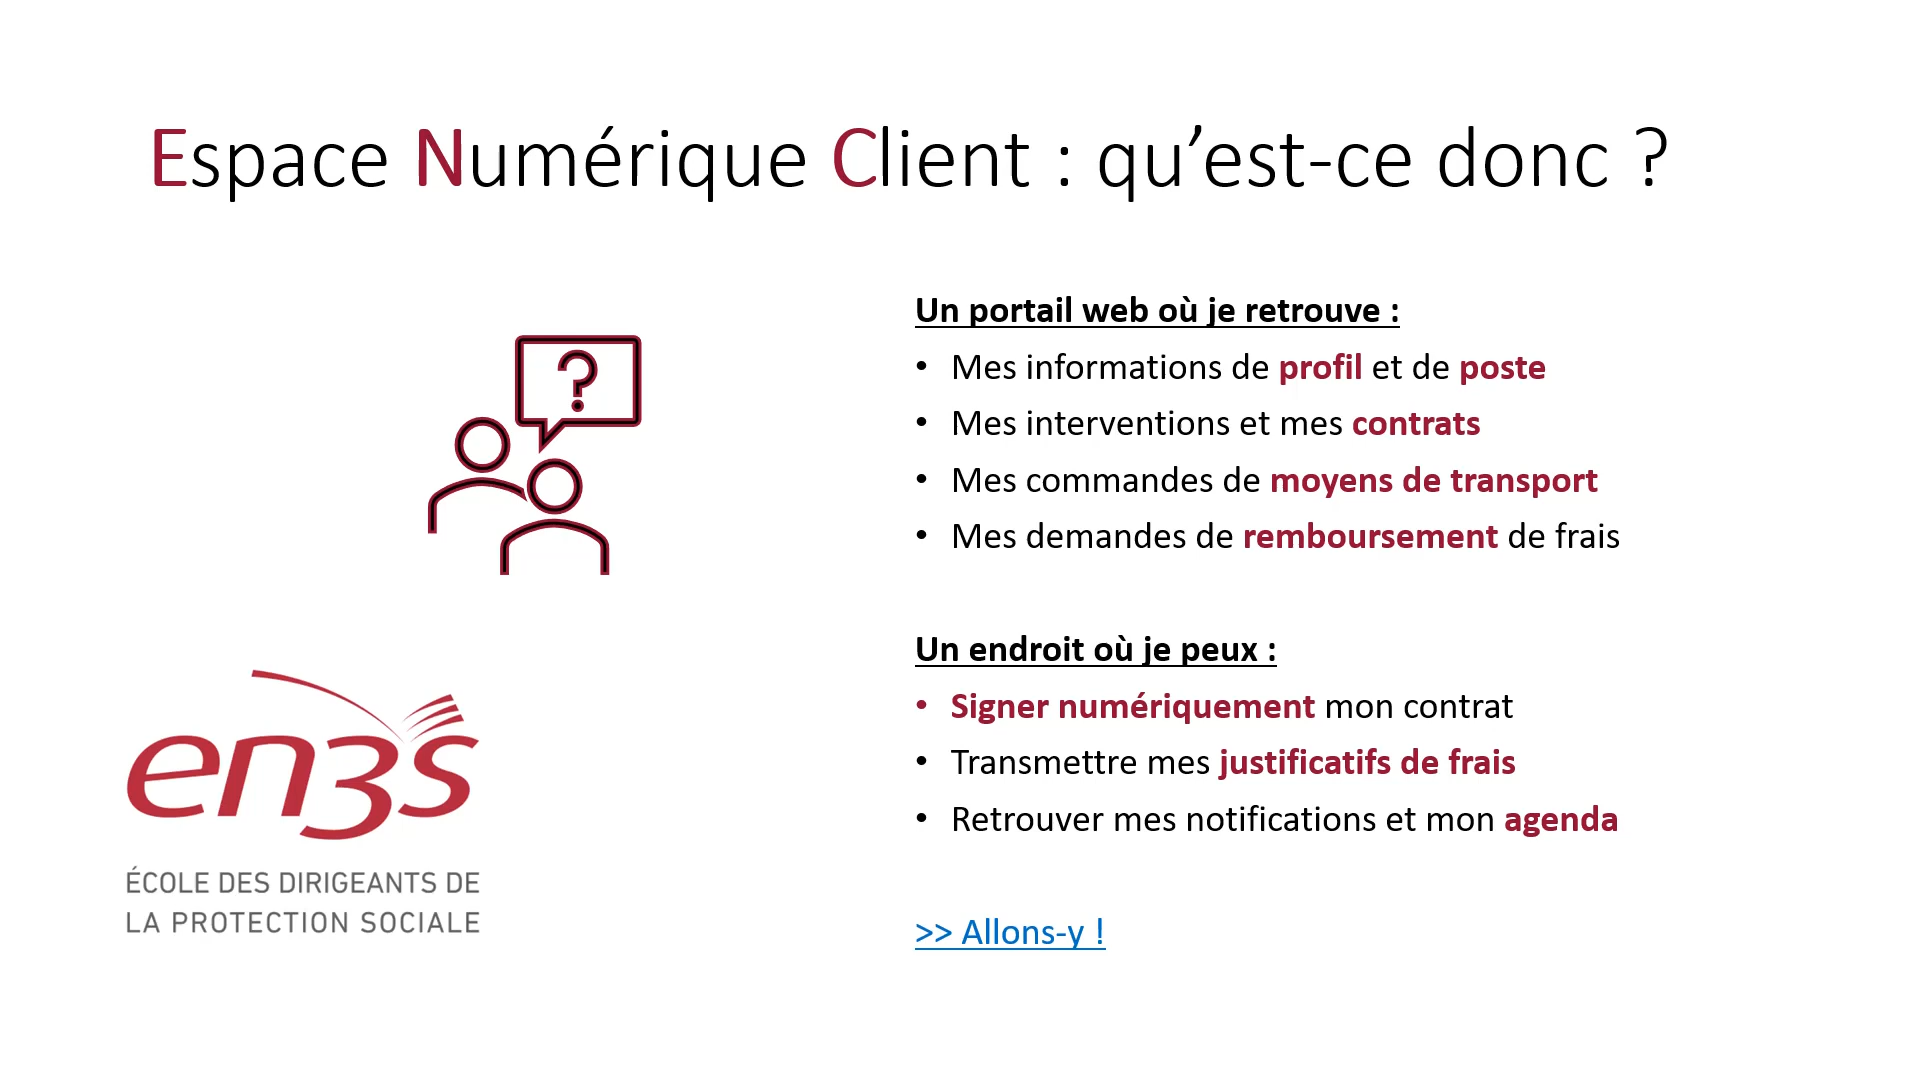 Espace Numérique Client : qu’est-ce donc ?
?
Un portail web où je retrouve :
• Mes informations de profil et de poste
• Mes interventions et mes contrats
• Mes commandes de moyens de transport
• Mes demandes de remboursement de frais
Un endroit où je peux :
• Signer numériquement mon contrat
• Transmettre mes justificatifs de frais
• Retrouver mes notifications et mon agenda
>> Allons-y !
en3s
ÉCOLE DES DIRIGEANTS DE
LA PROTECTION SOCIALE